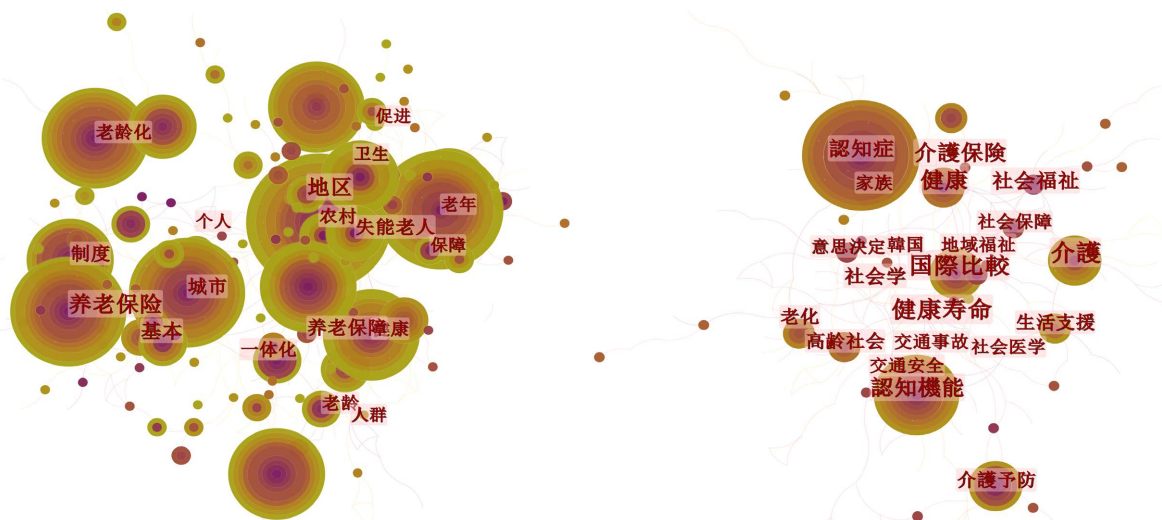 促进
老龄化
卫生
地区
老年
农村
个人
失能老人
保障
制度
城市
养老保险
基本
养老保障
健康
一体化
老龄
人群
認知症
介護保険
家族
健康
社会福祉
社会保障
意思決定
韓国
地域福祉
介護
社会学
国際比較
健康寿命
老化
生活支援
高齢社会
交通事故
社会医学
交通安全
認知機能
介護予防